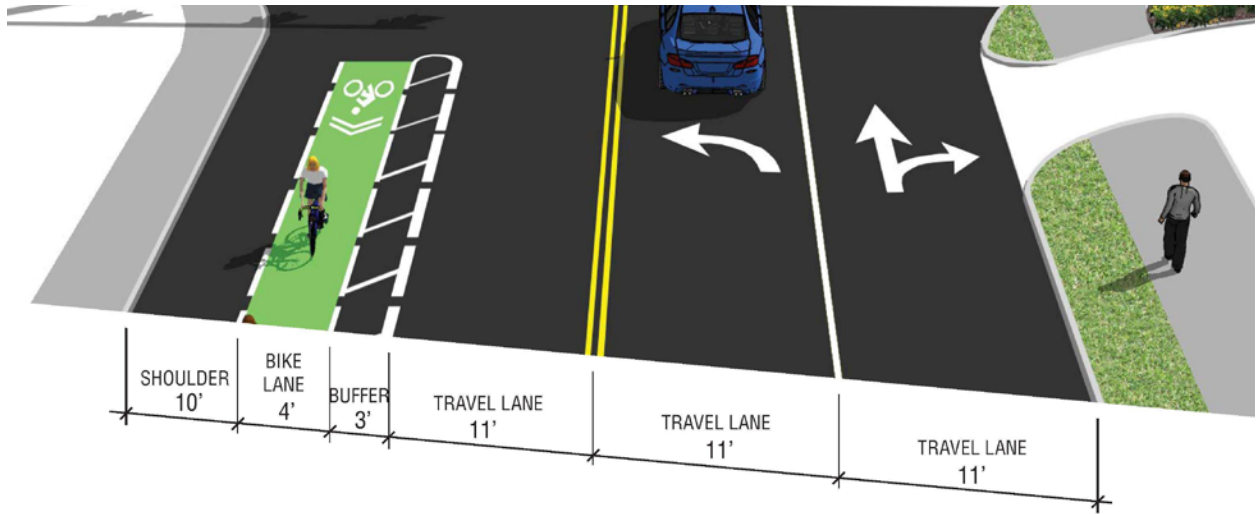 SHOULDER
10'
BIKE
LANE
4'
BUFFER
3'
TRAVEL LANE
11'
TRAVEL LANE
11'
TRAVEL LANE
11'